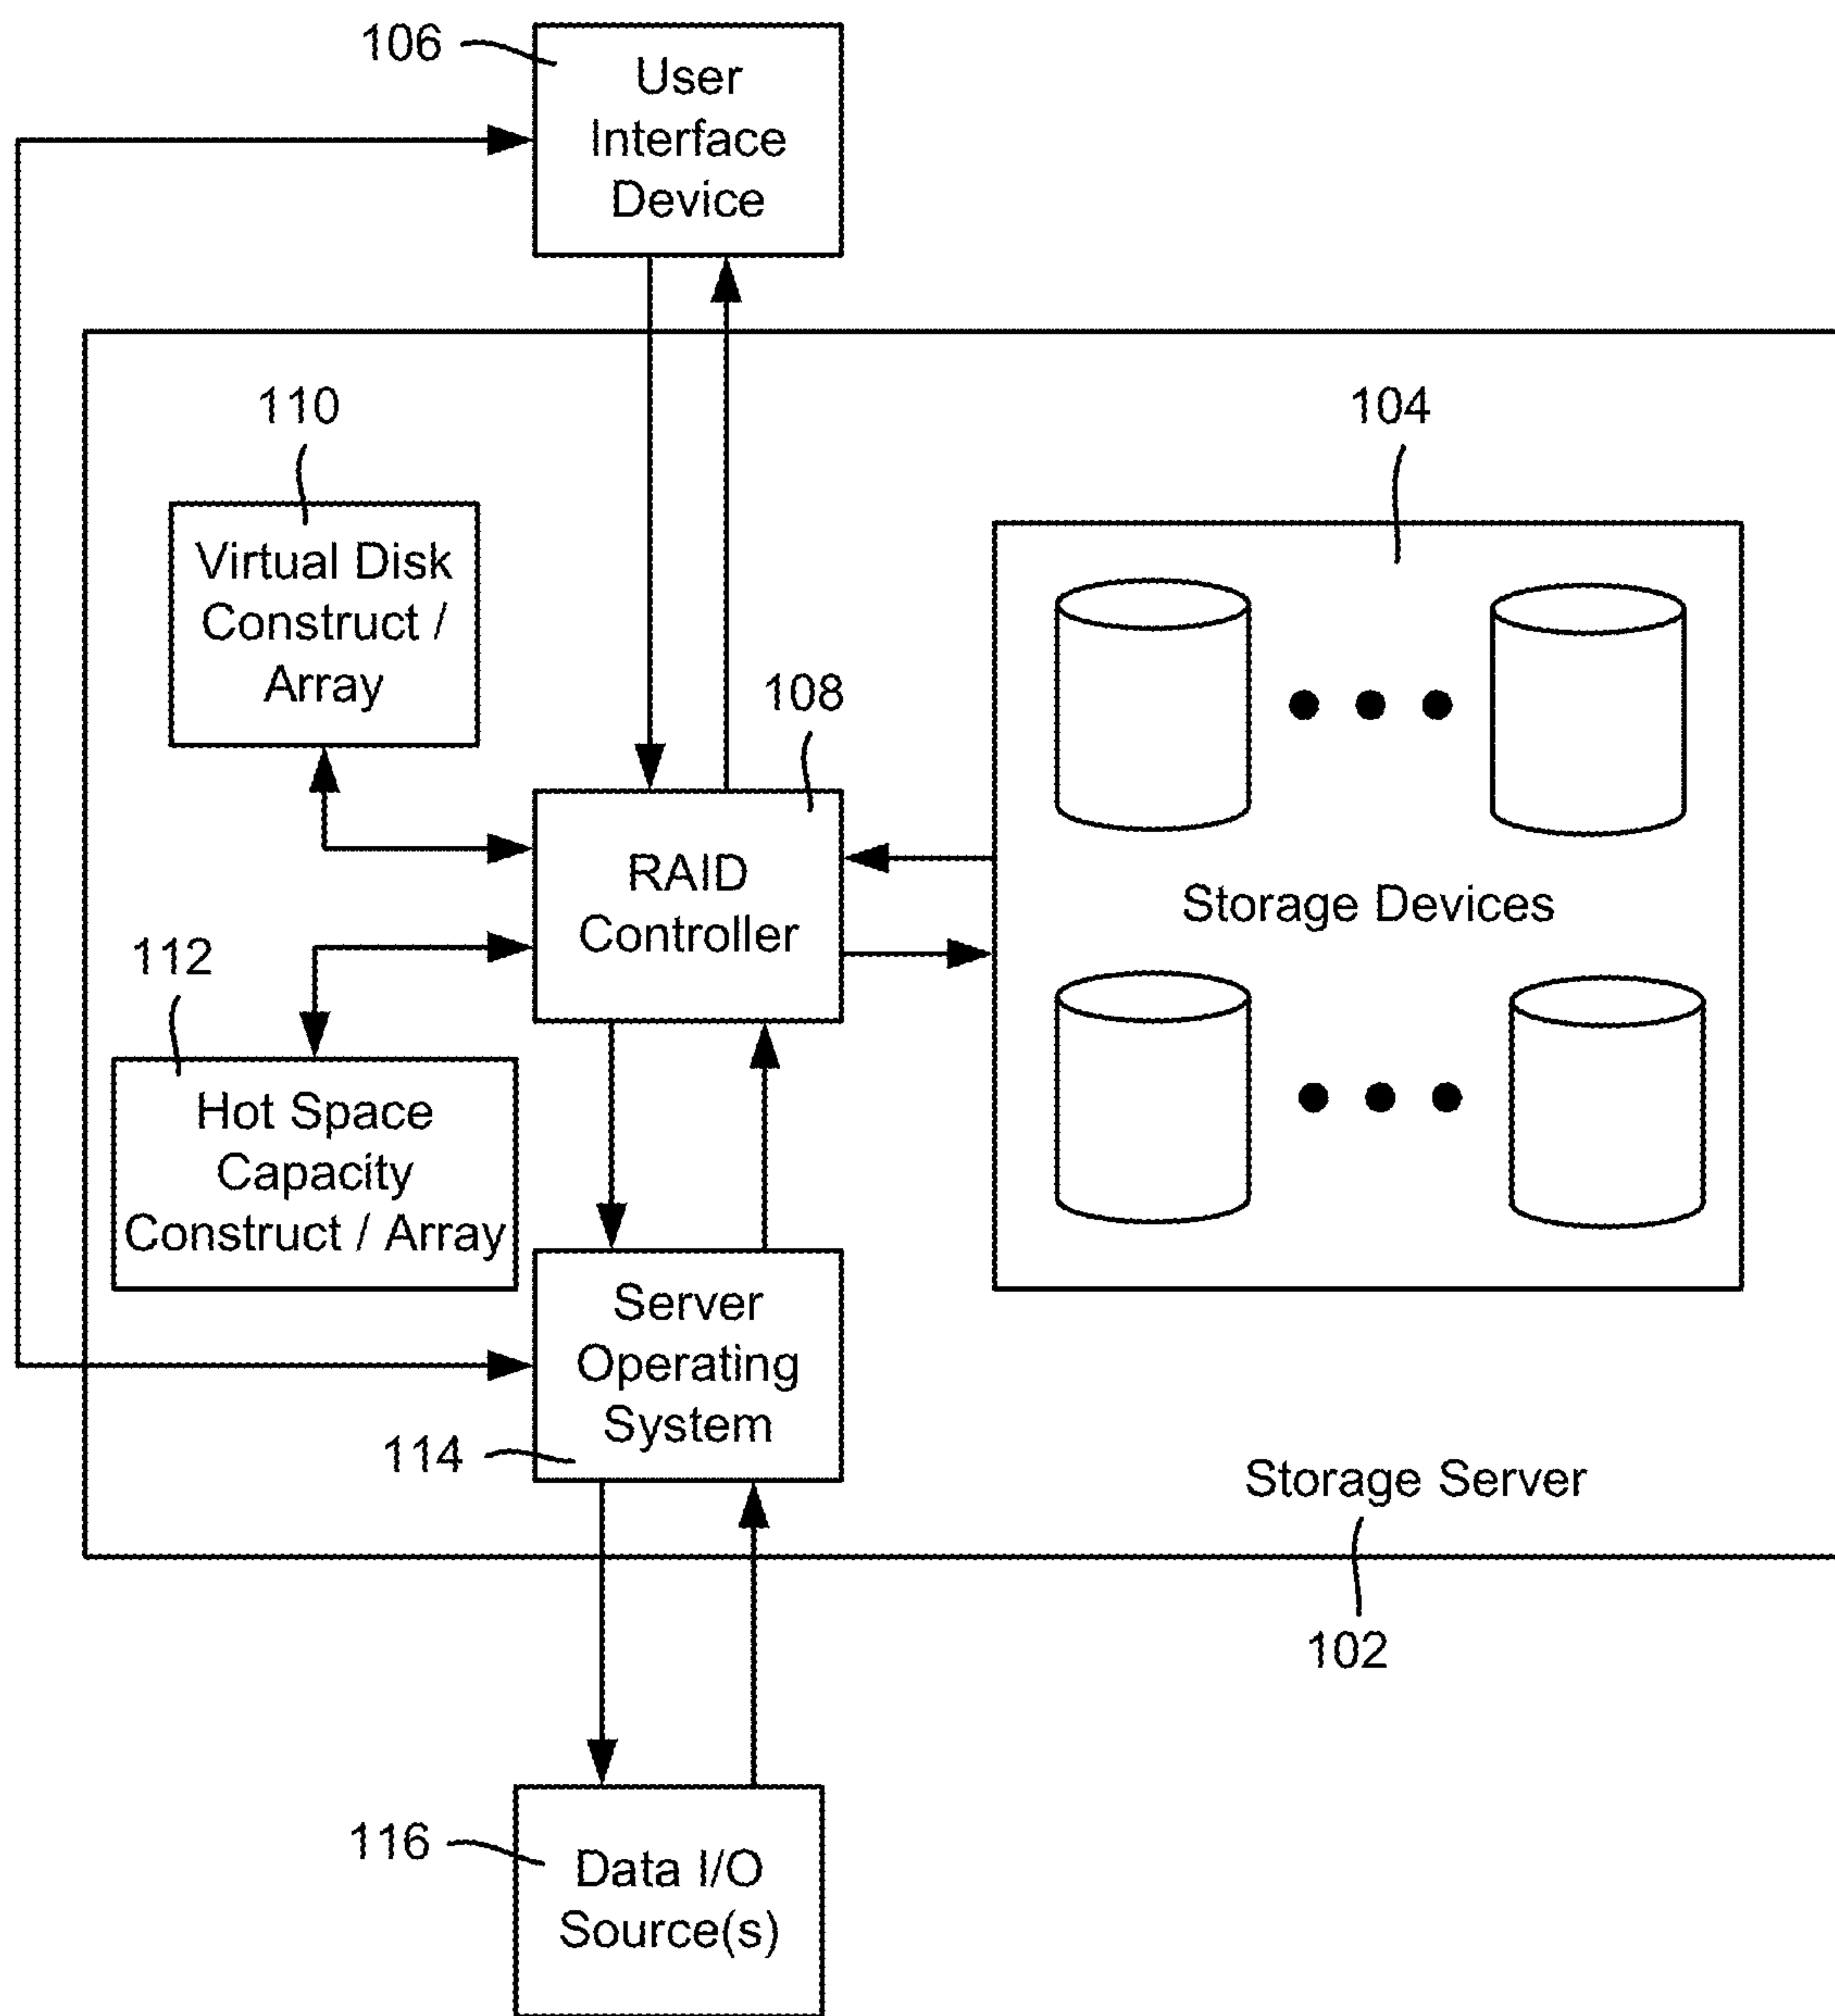 106
User
Interface
Device
110
104
Virtual Disk
Construct /
Array
108
RAID
Controller
Storage Devices
112
Hot Space
Capacity
Construct / Array
Server
Operating
System
114
Storage Server
102
116
Data I/O
Source(s)